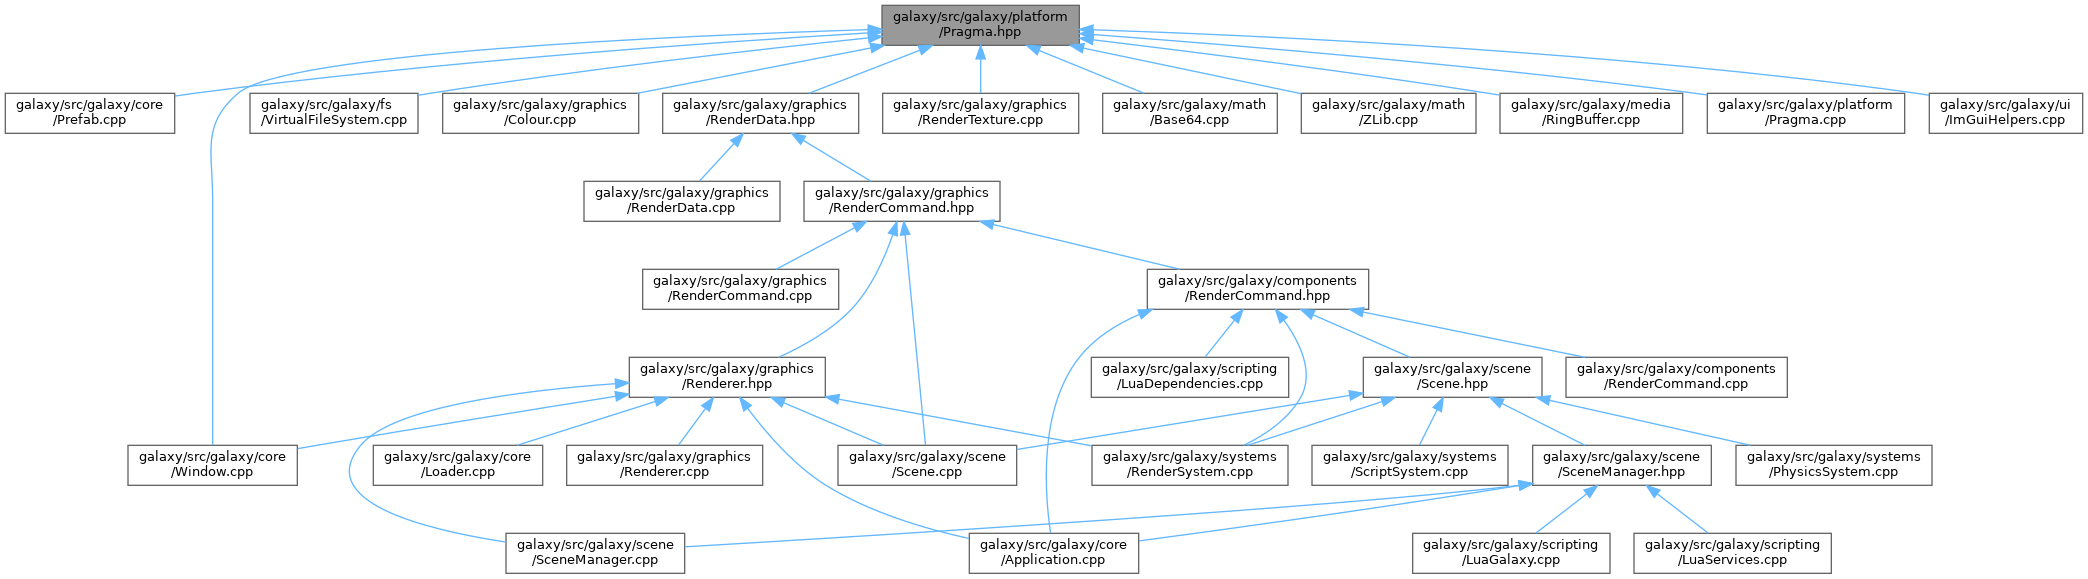 galaxy/src/galaxy/platform
/Pragma.hpp
galaxy/src/galaxy/core
/Prefab.cpp
galaxy/src/galaxy/fs
/VirtualFileSystem.cpp
galaxy/src/galaxy/graphics
/Colour.cpp
galaxy/src/galaxy/graphics
/RenderData.hpp
galaxy/src/galaxy/graphics
/RenderTexture.cpp
galaxy/src/galaxy/math
/Base64.cpp
galaxy/src/galaxy/math
/ZLib.cpp
galaxy/src/galaxy/media
/RingBuffer.cpp
galaxy/src/galaxy/platform
/Pragma.cpp
galaxy/src/galaxy/ui
/ImGuiHelpers.cpp
galaxy/src/galaxy/graphics
/RenderData.cpp
galaxy/src/galaxy/graphics
/RenderCommand.hpp
galaxy/src/galaxy/graphics
/RenderCommand.cpp
galaxy/src/galaxy/components
/RenderCommand.hpp
galaxy/src/galaxy/graphics
/Renderer.hpp
galaxy/src/galaxy/scripting
/LuaDependencies.cpp
galaxy/src/galaxy/scene
/Scene.hpp
galaxy/src/galaxy/components
/RenderCommand.cpp
galaxy/src/galaxy/core
/Window.cpp
galaxy/src/galaxy/core
/Loader.cpp
galaxy/src/galaxy/graphics
/Renderer.cpp
galaxy/src/galaxy/scene
/Scene.cpp
galaxy/src/galaxy/systems
/RenderSystem.cpp
galaxy/src/galaxy/systems
/ScriptSystem.cpp
galaxy/src/galaxy/scene
/SceneManager.hpp
galaxy/src/galaxy/systems
/PhysicsSystem.cpp
galaxy/src/galaxy/scene
/SceneManager.cpp
galaxy/src/galaxy/core
/Application.cpp
galaxy/src/galaxy/scripting
/LuaGalaxy.cpp
galaxy/src/galaxy/scripting
/LuaServices.cpp